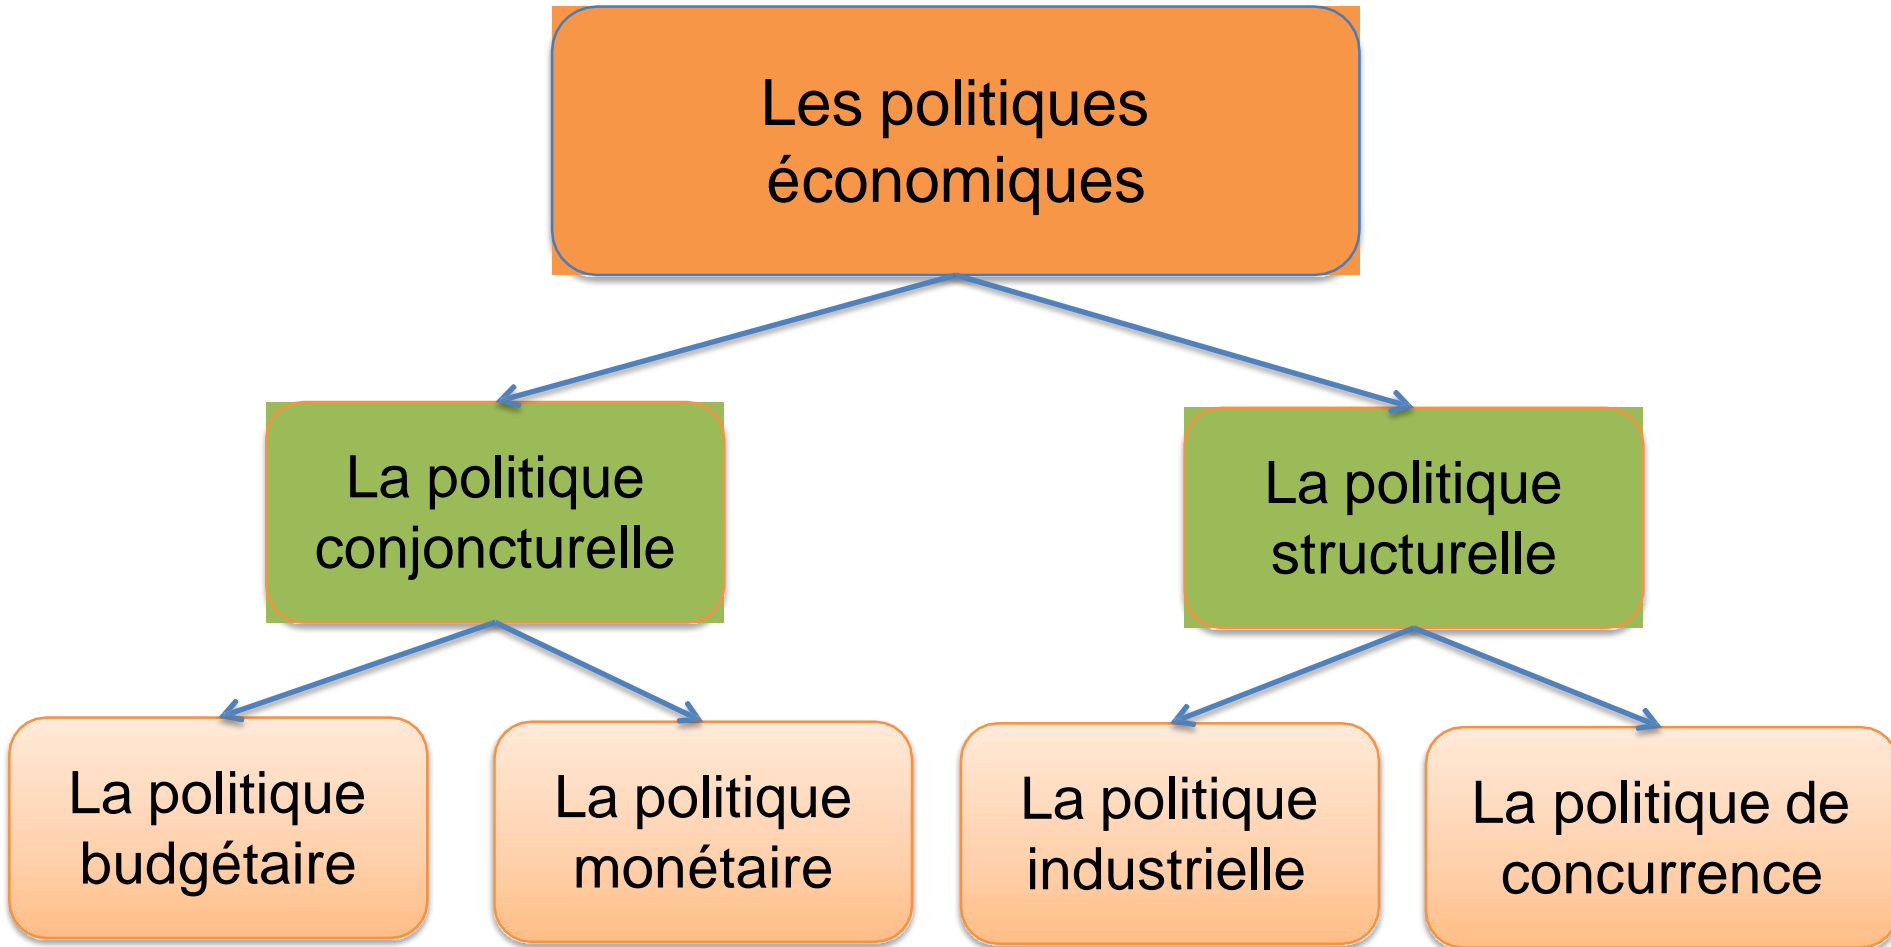 Les politiques
économiques
La politique
conjoncturelle
La politique
structurelle
La politique
budgétaire
La politique
monétaire
La politique
industrielle
La politique de
concurrence